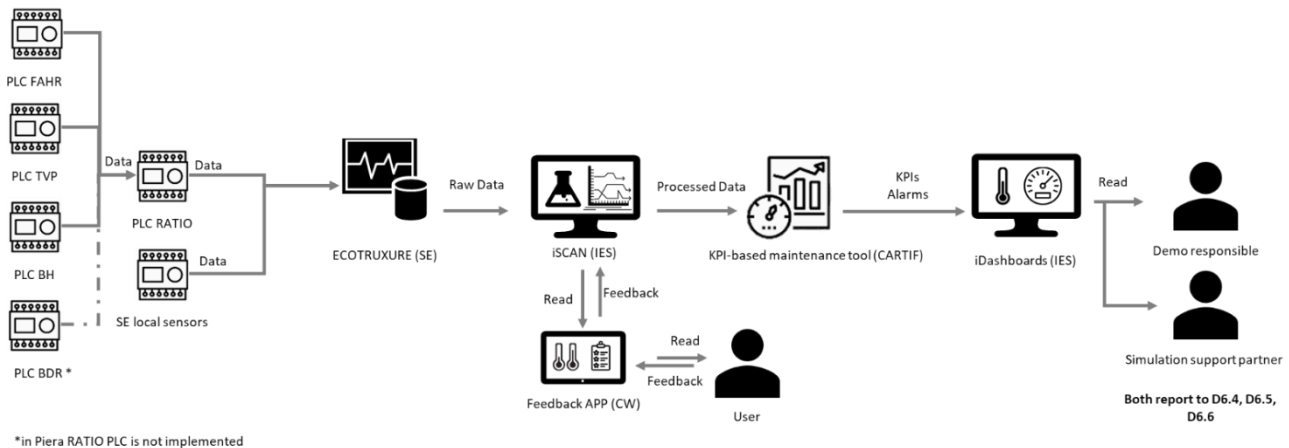 PLC FAHR
PLC TVP
PLC BH
PLC BDR *
Data
PLC RATIO
Data
SE local sensors
Data
ECOTRUXURE (SE)
Raw Data
iSCAN (IES)
Processed Data
KPI-based maintenance tool (CARTIF)
KPIs
Alarms
iDashboards (IES)
Read
Demo responsible
Simulation support partner
Both report to D6.4, D6.5,
D6.6
Read
Feedback
Feedback APP (CW)
Read
Feedback
User
*in Piera RATIO PLC is not implemented